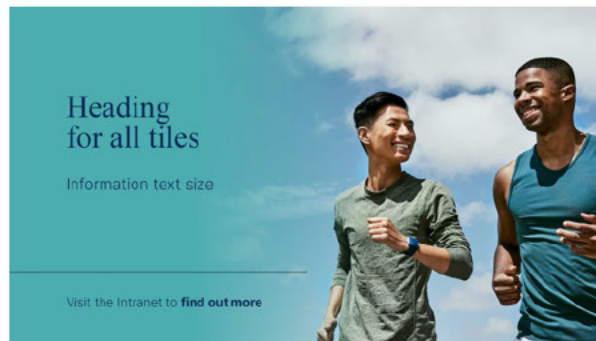 Heading
for all tiles
Information text size
Visit the Intranet to find out more